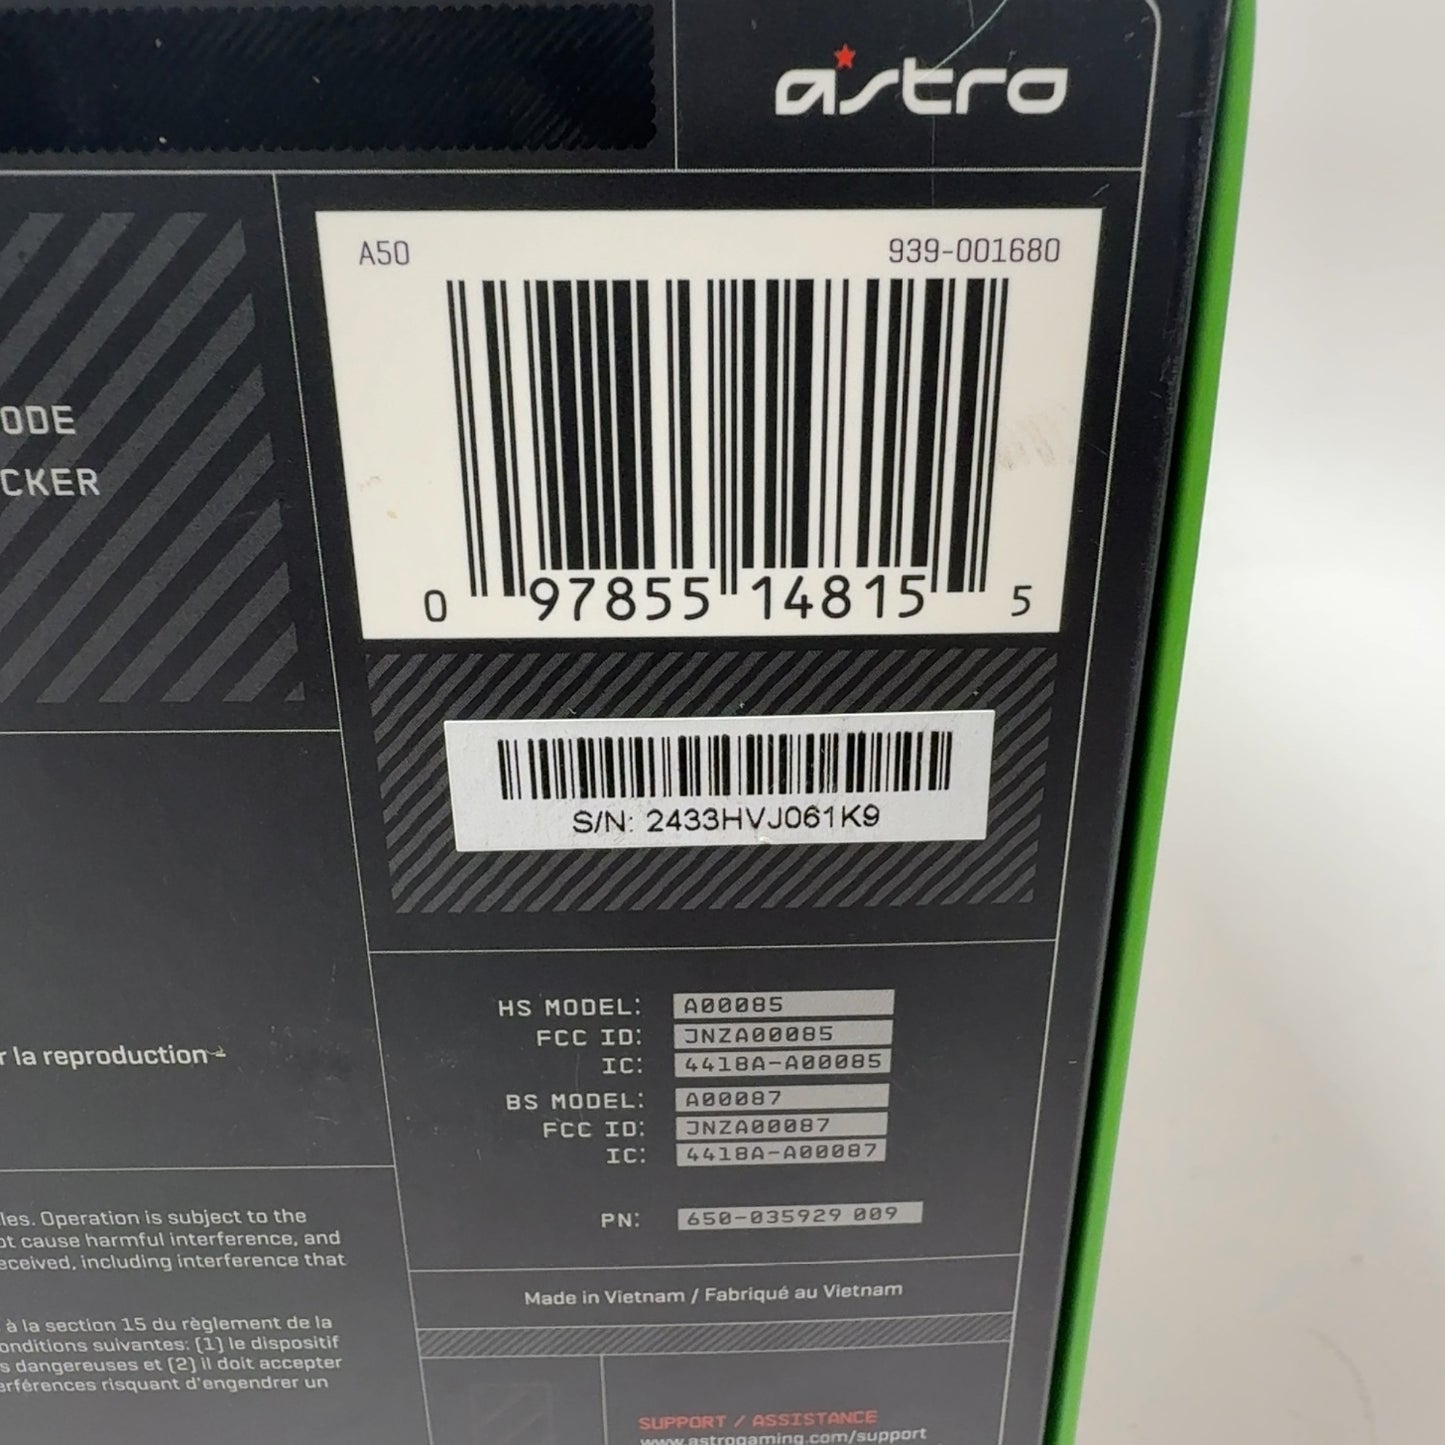 astro
A50
939-001680
0 97855 14815 5
ODE
CKER
S/N: 2433HVJ061K9
HS MODEL: A00085
FCC ID: JNZA00085
IC: 4418A-A00085
BS MODEL: A00087
FCC ID: JNZA00087
IC: 4418A-A00087
PN: 650-035929 009
r la reproduction
Made in Vietnam / Fabriqué au Vietnam
les. Operation is subject to the
ot cause harmful interference, and
eceived, including interference that
à la section 15 du règlement de la
onditions suivantes: (1) le dispositif
s dangereuses et (2) il doit accepter
erférences risquant d'engendrer un
SUPPORT / ASSISTANCE
www.astrogaming.com/support